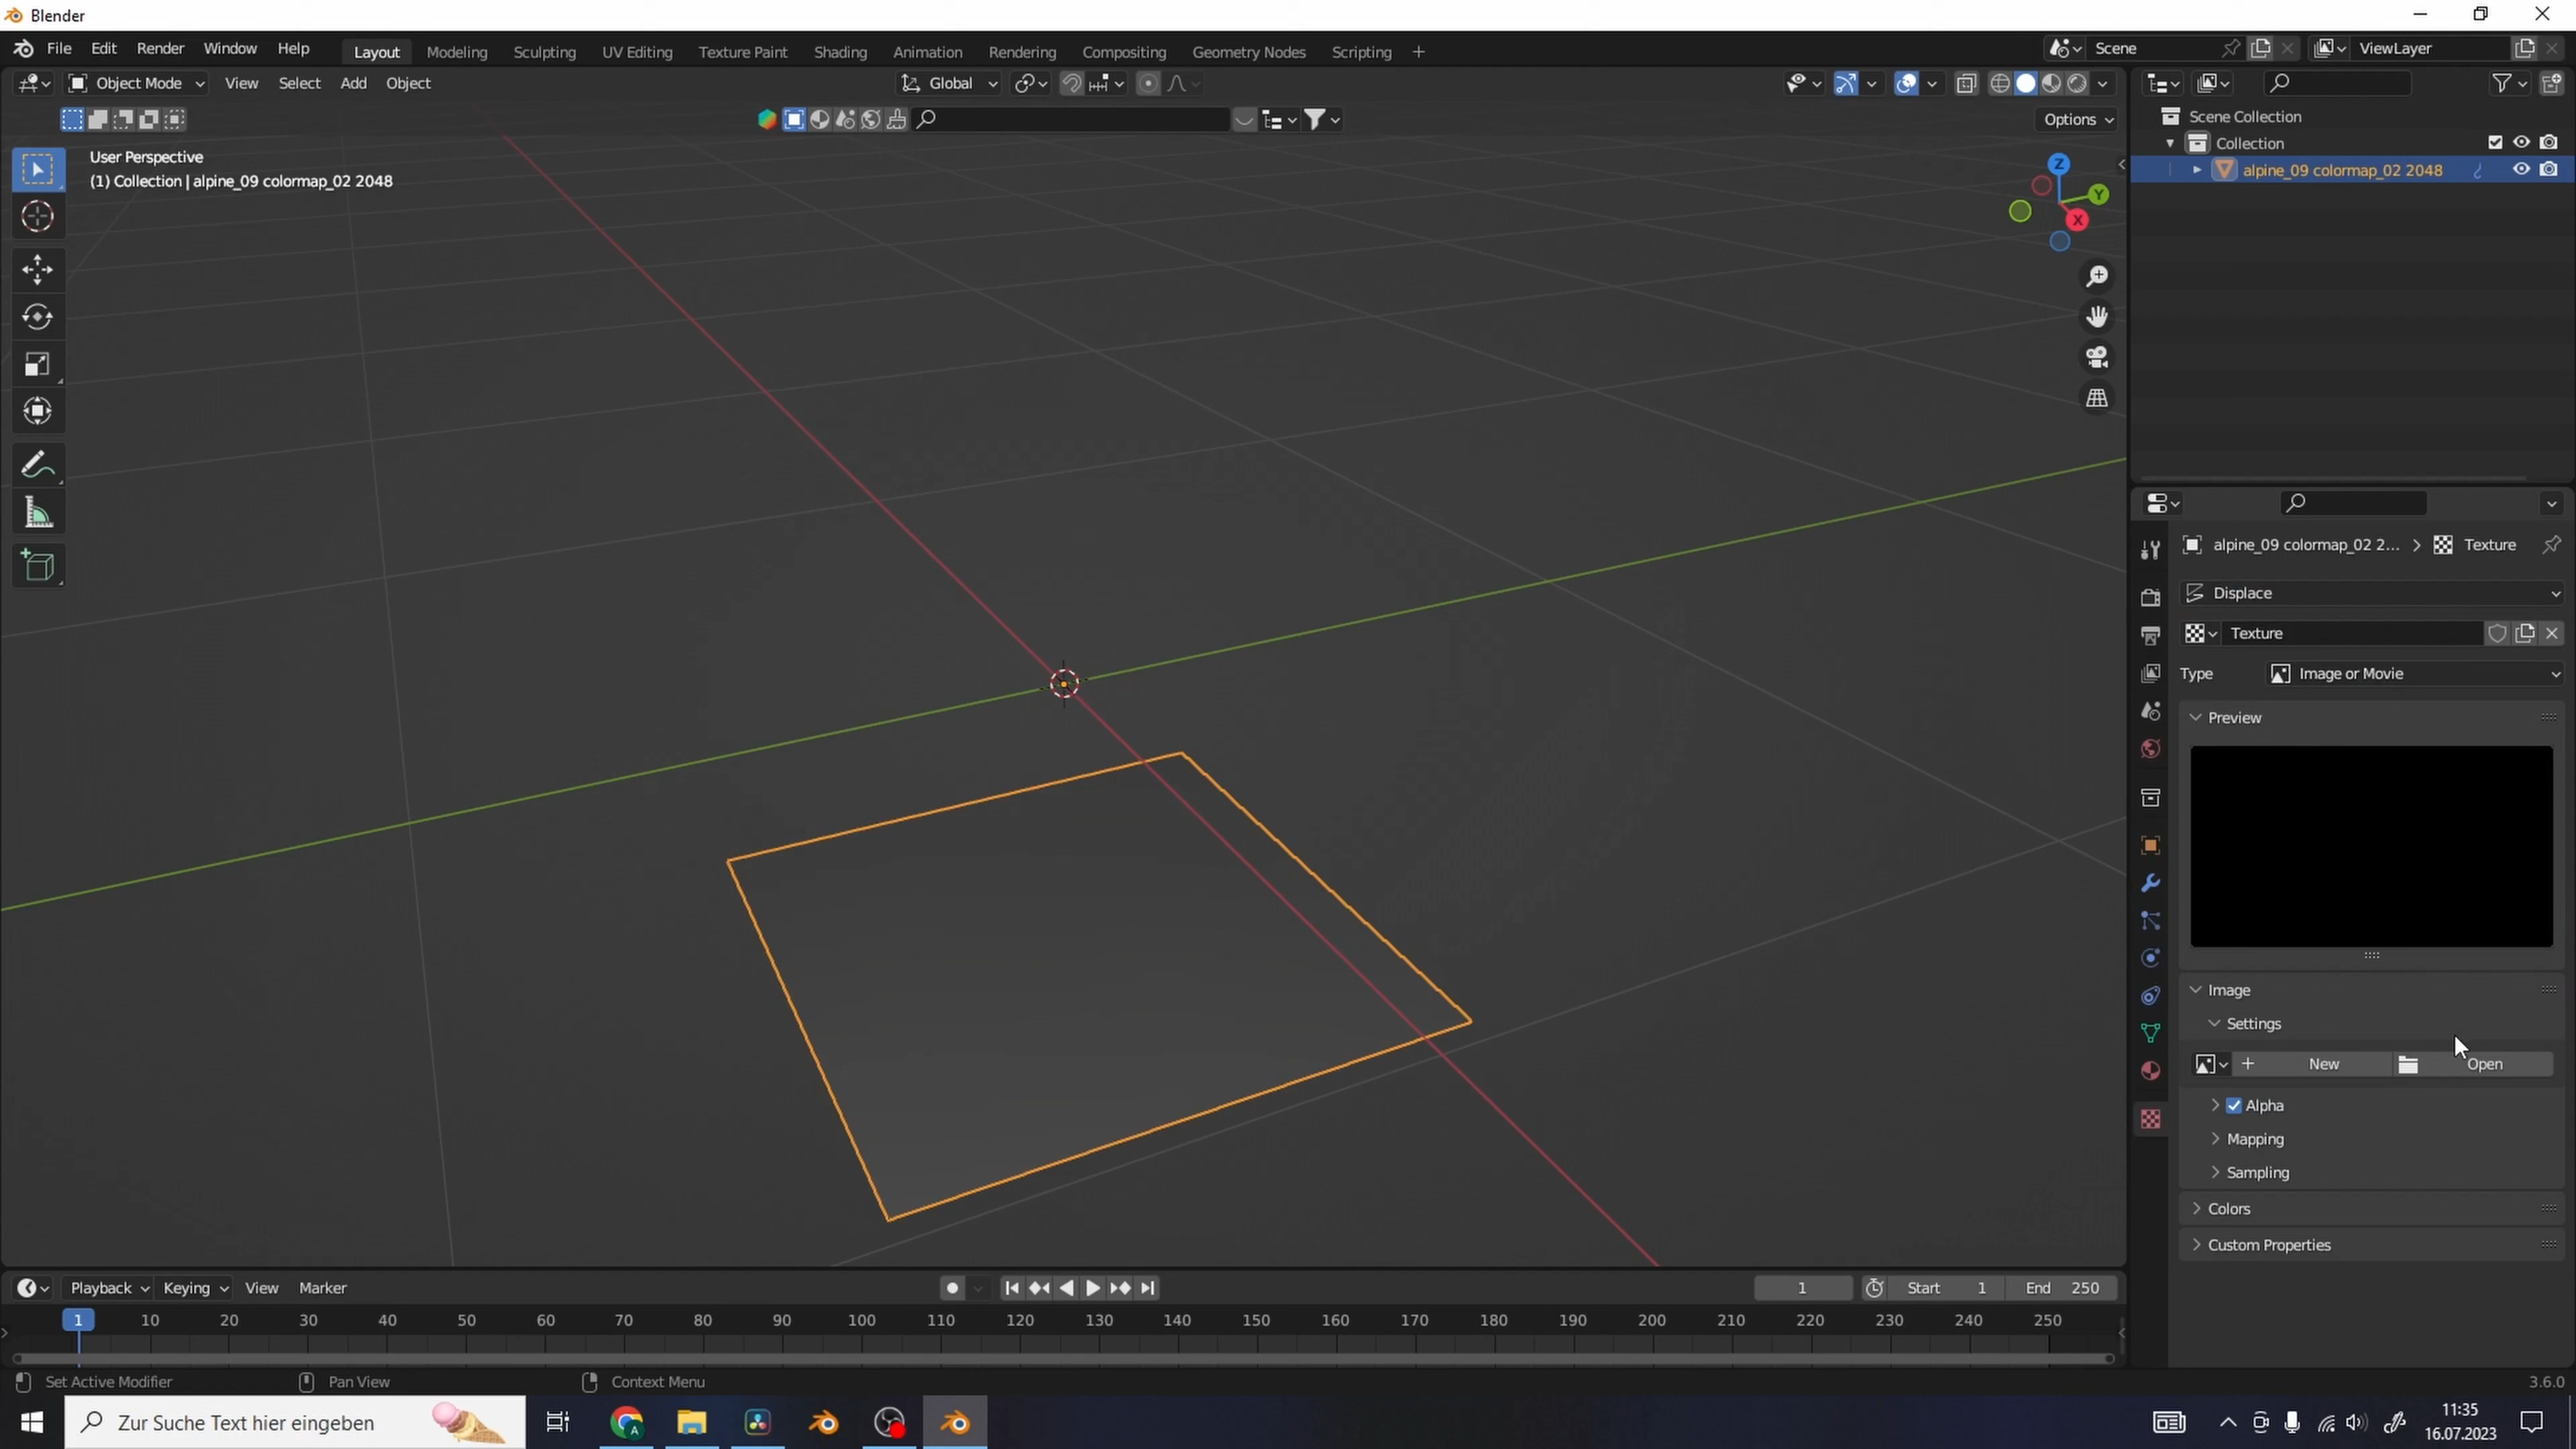 Blender
File Edit Render Window Help Layout Modeling Sculpting UV Editing Texture Paint Shading Animation Rendering Compositing Geometry Nodes Scripting + Scene ViewLayer
Object Mode View Select Add Object Global
Options
User Perspective
(1) Collection | alpine_09 colormap_02 2048
Z
Y
X
Scene Collection
Collection
alpine_09 colormap_02 2048
alpine_09 colormap_02 2... > Texture
Displace
Texture
Type Image or Movie
Preview
Image
Settings
+ New Open
Alpha
Mapping
Sampling
Colors
Custom Properties
Playback Keying View Marker 1 Start 1 End 250
1 10 20 30 40 50 60 70 80 90 100 110 120 130 140 150 160 170 180 190 200 210 220 230 240 250
Set Active Modifier Pan View Context Menu 3.6.0
Zur Suche Text hier eingeben A 11:35
16.07.2023